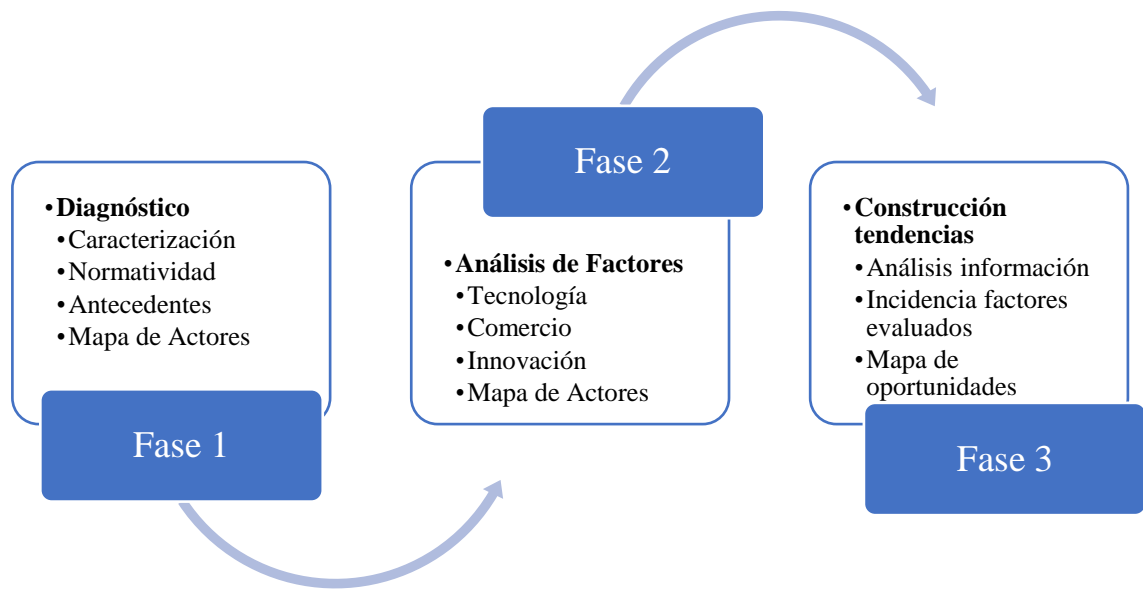 •Diagnóstico
•Caracterización
•Normatividad
•Antecedentes
•Mapa de Actores
Fase 1
Fase 2
•Análisis de Factores
•Tecnología
•Comercio
•Innovación
•Mapa de Actores
•Construcción
tendencias
•Análisis información
•Incidencia factores
evaluados
•Mapa de
oportunidades
Fase 3